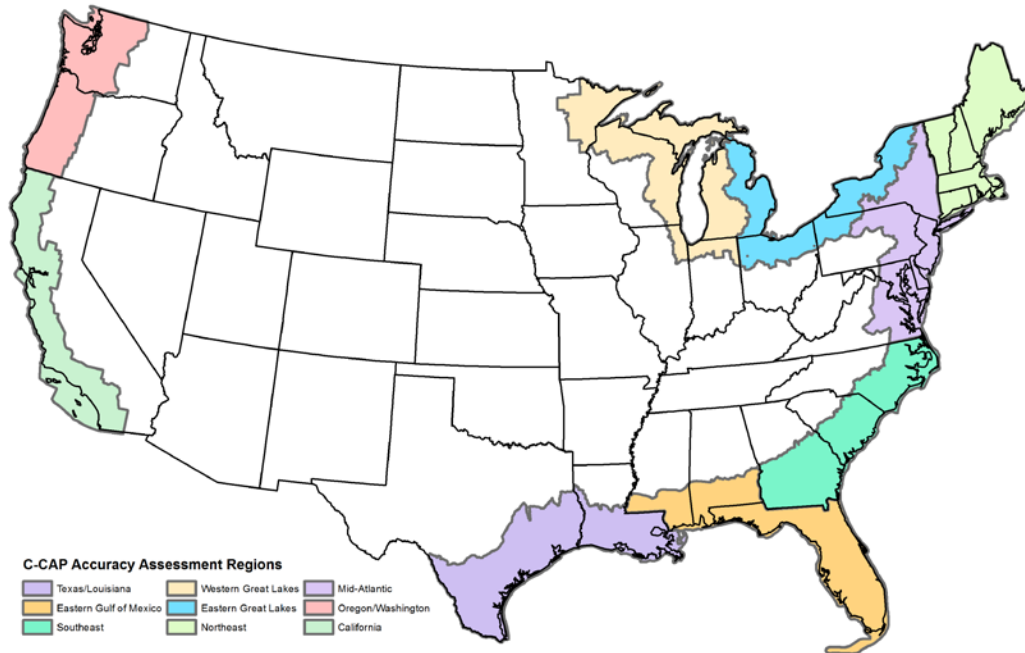 C-CAP Accuracy Assessment Regions
Texas/Louisiana Western Great Lakes Mid-Atlantic
Eastern Gulf of Mexico Eastern Great Lakes Oregon/Washington
Southeast Northeast California